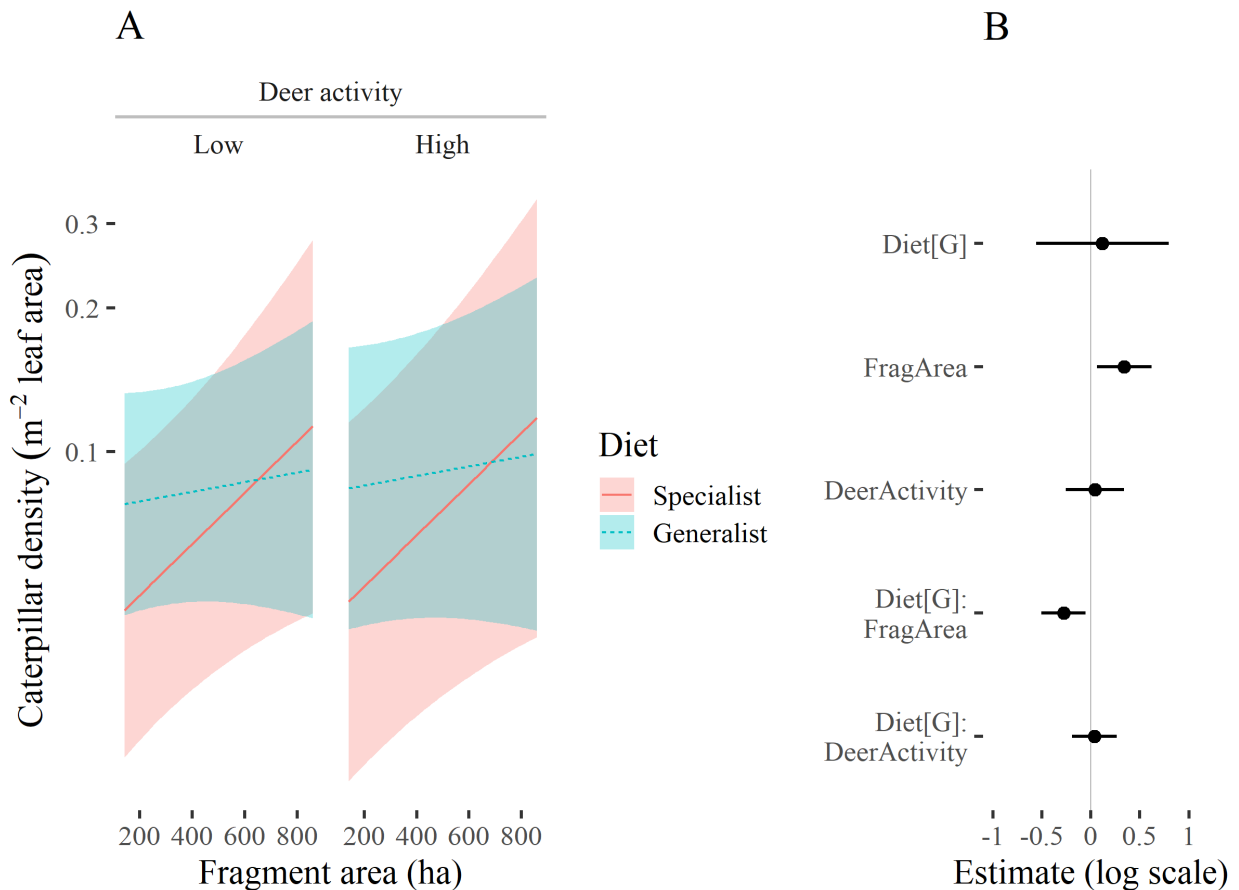 A
B
Deer activity
Low
High
0.3
0.2
0.1
Caterpillar density (m⁻² leaf area)
200 400 600 800
200 400 600 800
Fragment area (ha)
Diet
Specialist
Generalist
Diet[G]
FragArea
DeerActivity
Diet[G]:
FragArea
Diet[G]:
DeerActivity
-1 -0.5 0 0.5 1
Estimate (log scale)